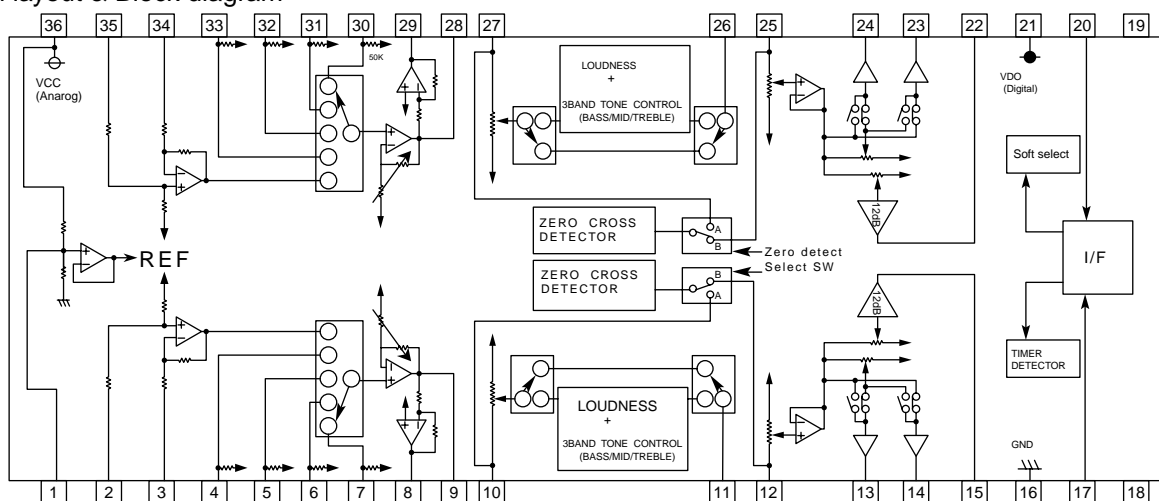 layout & Block diagram
36 35 34 33 32 31 30 29 28 27 26 25 24 23 22 21 20 19
50K
VCC
(Anarog)
LOUDNESS
+
3BAND TONE CONTROL
(BASS/MID/TREBLE)
VDO
(Digital)
Soft select
12dB
ZERO CROSS
DETECTOR
A
B
Zero detect
Select SW
REF
I/F
ZERO CROSS
DETECTOR
B
A
12dB
TIMER
DETECTOR
LOUDNESS
+
3BAND TONE CONTROL
(BASS/MID/TREBLE)
GND
1 2 3 4 5 6 7 8 9 10 11 12 13 14 15 16 17 18